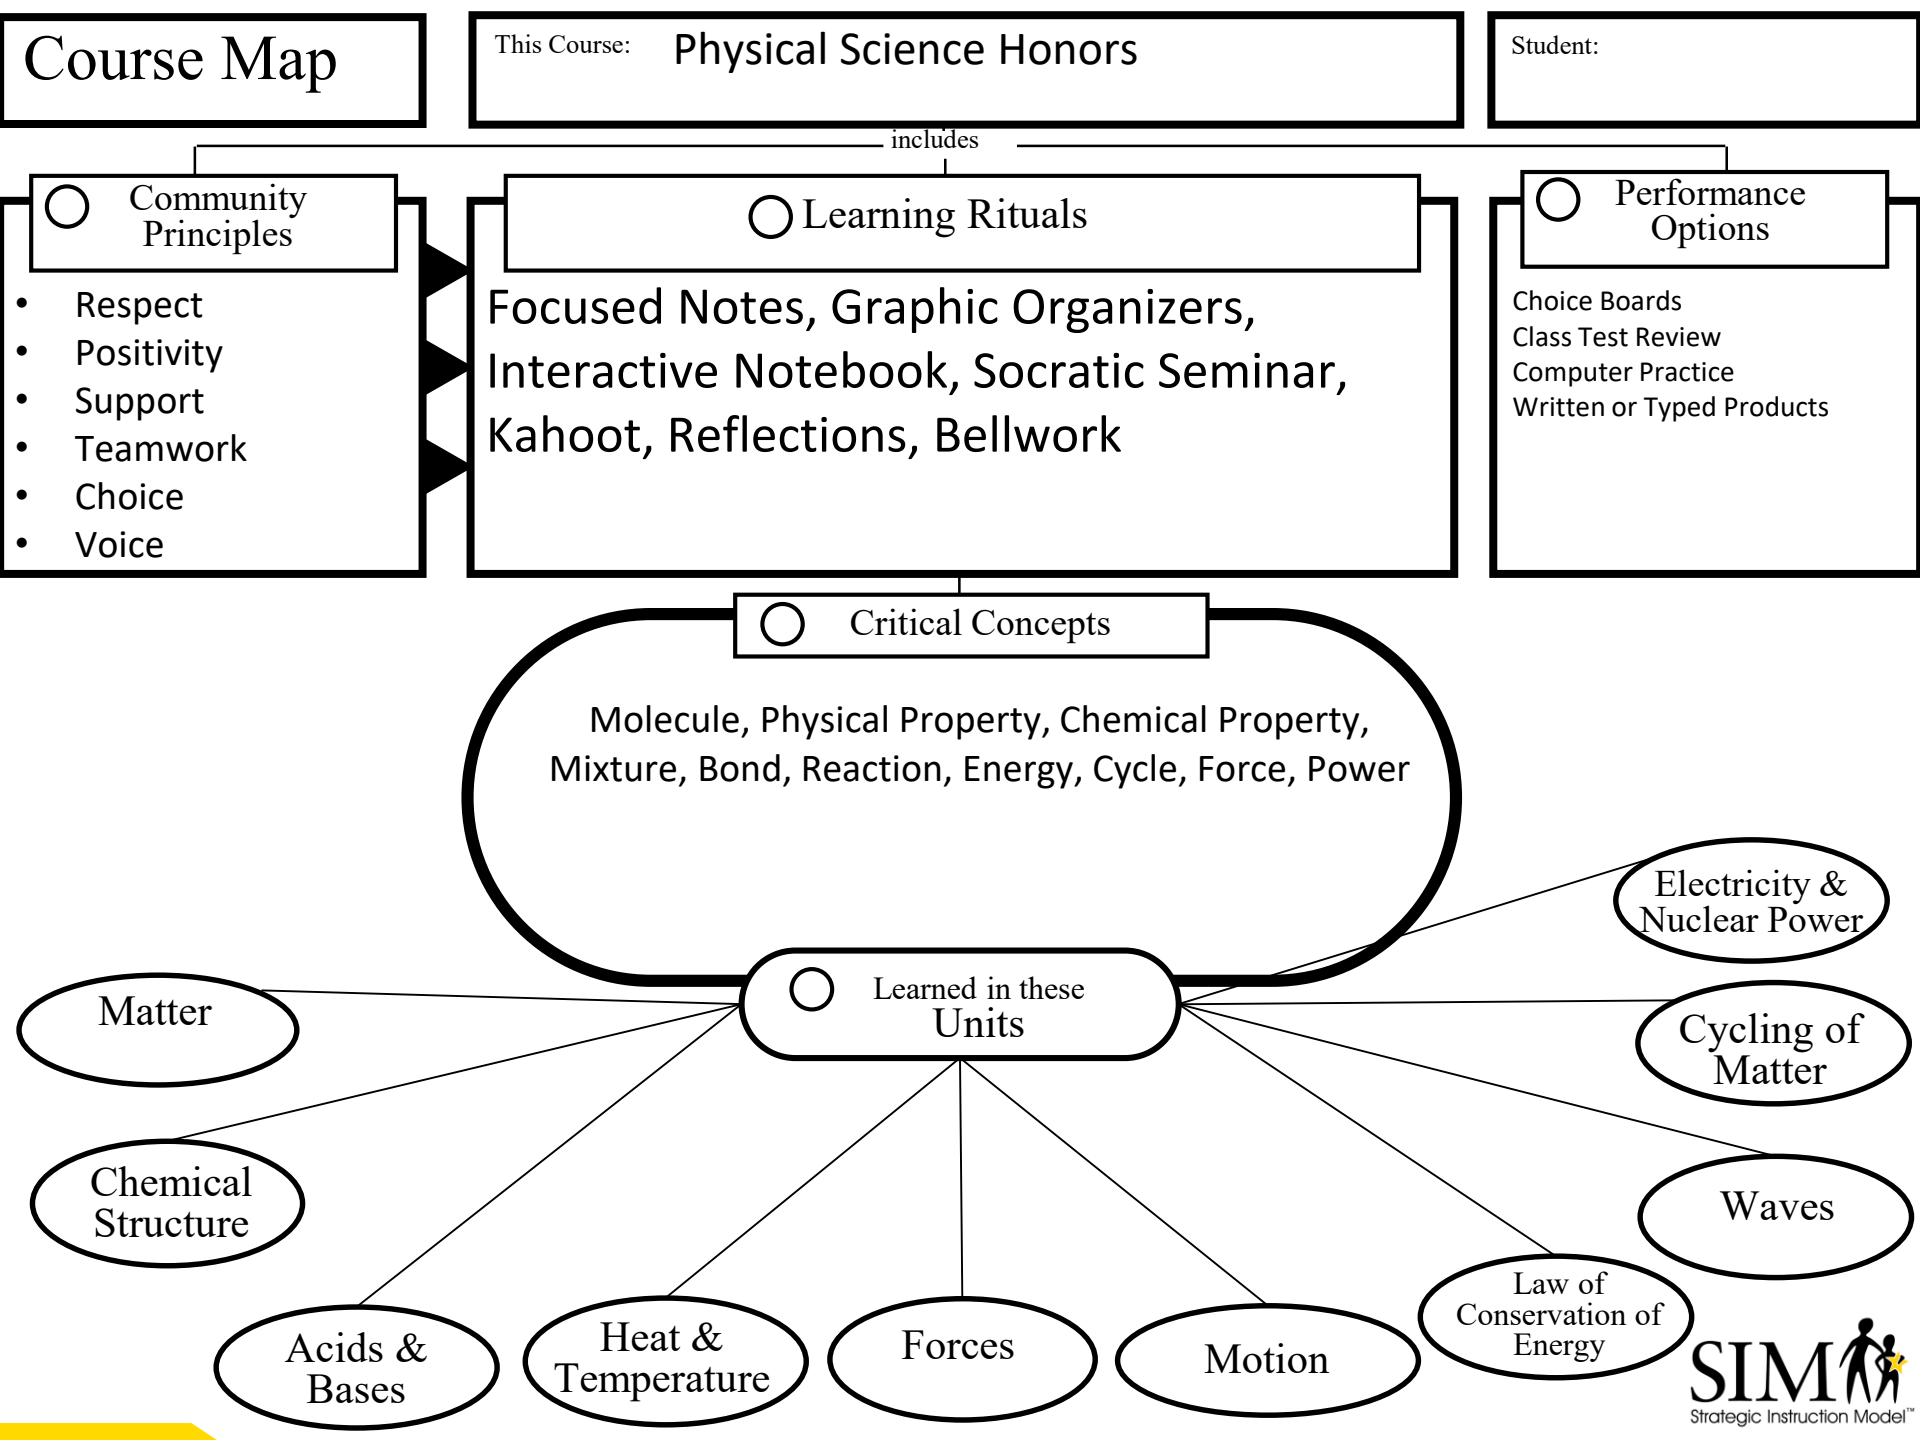 Course Map
This Course: Physical Science Honors
Student:
includes
Community
Principles
• Respect
• Positivity
• Support
• Teamwork
• Choice
• Voice
Learning Rituals
Focused Notes, Graphic Organizers,
Interactive Notebook, Socratic Seminar,
Kahoot, Reflections, Bellwork
Performance
Options
Choice Boards
Class Test Review
Computer Practice
Written or Typed Products
Critical Concepts
Molecule, Physical Property, Chemical Property,
Mixture, Bond, Reaction, Energy, Cycle, Force, Power
Learned in these
Units
Matter
Chemical
Structure
Acids &
Bases
Heat &
Temperature
Forces
Motion
Law of
Conservation of
Energy
Waves
Cycling of
Matter
Electricity &
Nuclear Power
SIM
Strategic Instruction Model™